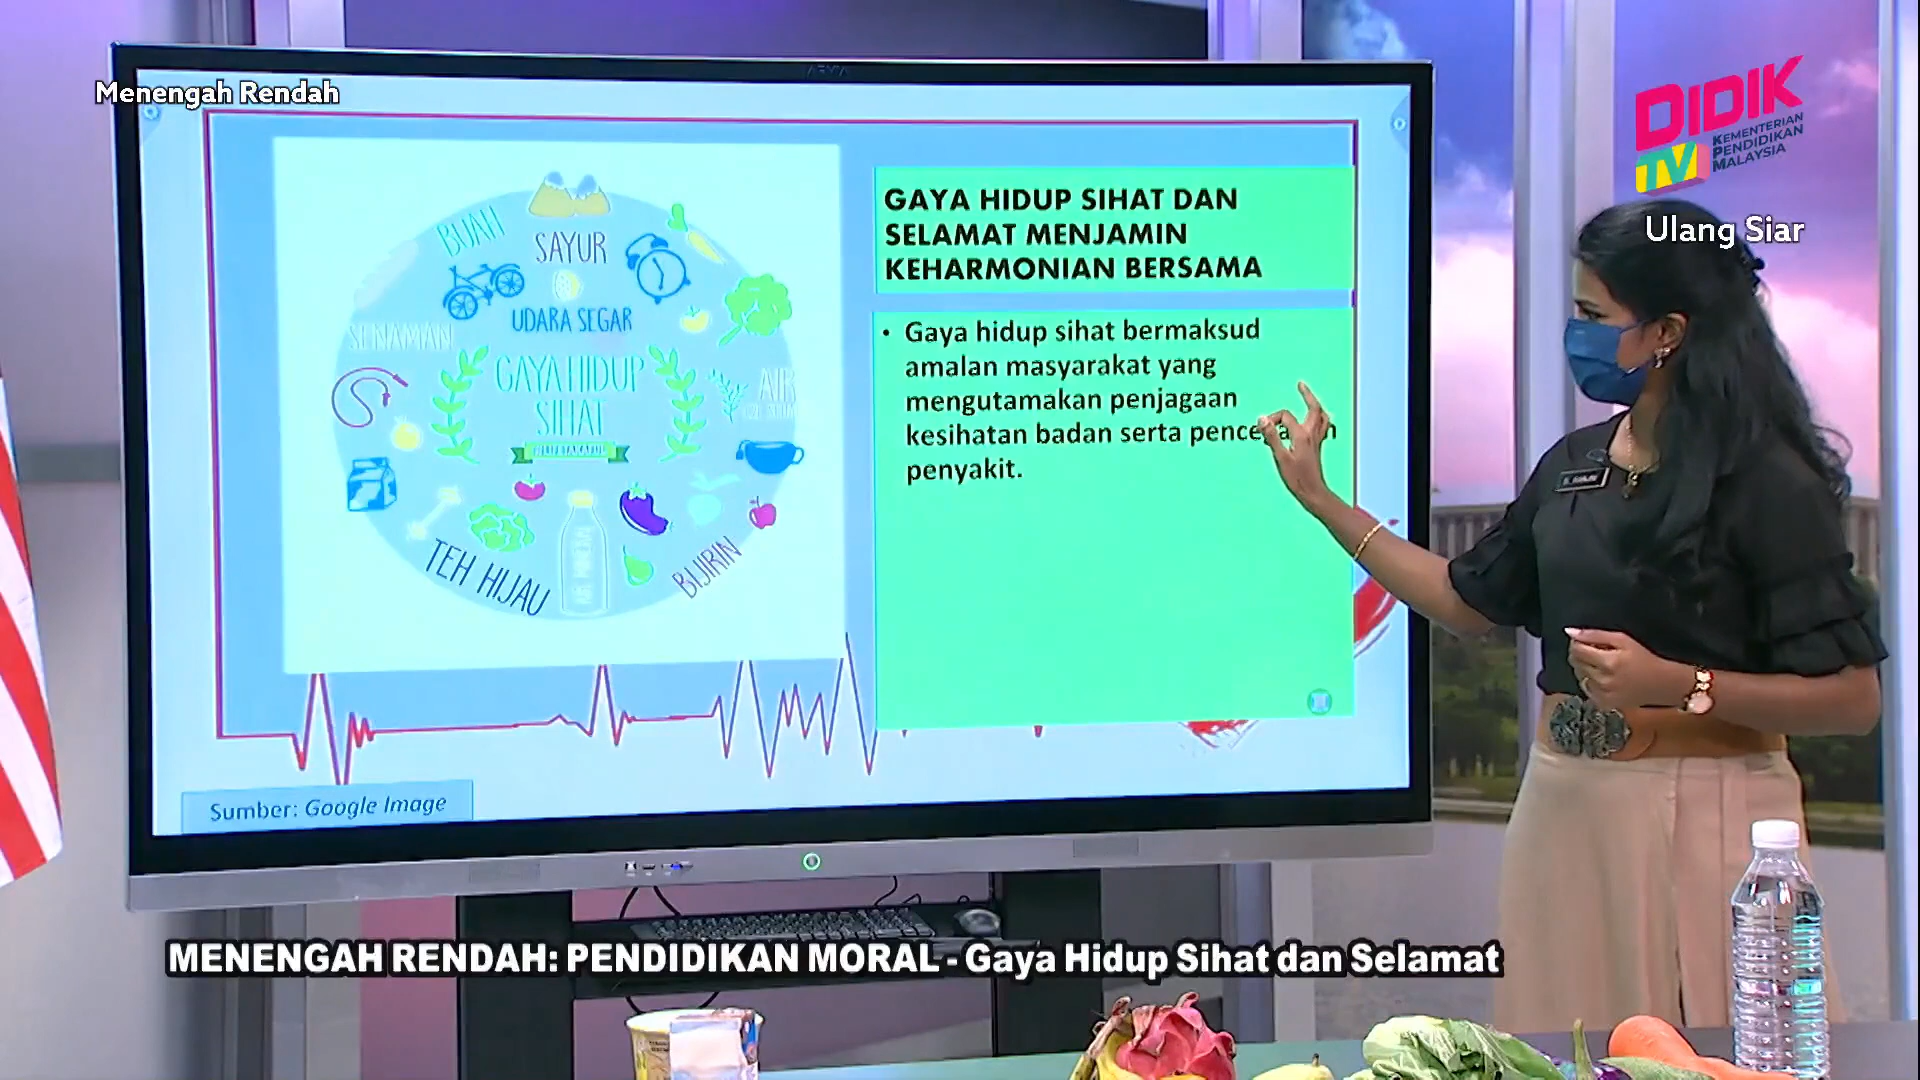 Menengah Rendah
DIDIK
TV
KEMENTERIAN
PENDIDIKAN
MALAYSIA
Ulang Siar
BUAH
SAYUR
UDARA SEGAR
SENAMAN
GAYA HIDUP
SIHAT
AIR
TEH HIJAU
AIR MINERAL
BIJIRIN
GAYA HIDUP SIHAT DAN
SELAMAT MENJAMIN
KEHARMONIAN BERSAMA
• Gaya hidup sihat bermaksud
amalan masyarakat yang
mengutamakan penjagaan
kesihatan badan serta
penyakit.
Sumber: Google Image
MENENGAH RENDAH: PENDIDIKAN MORAL - Gaya Hidup Sihat dan Selamat